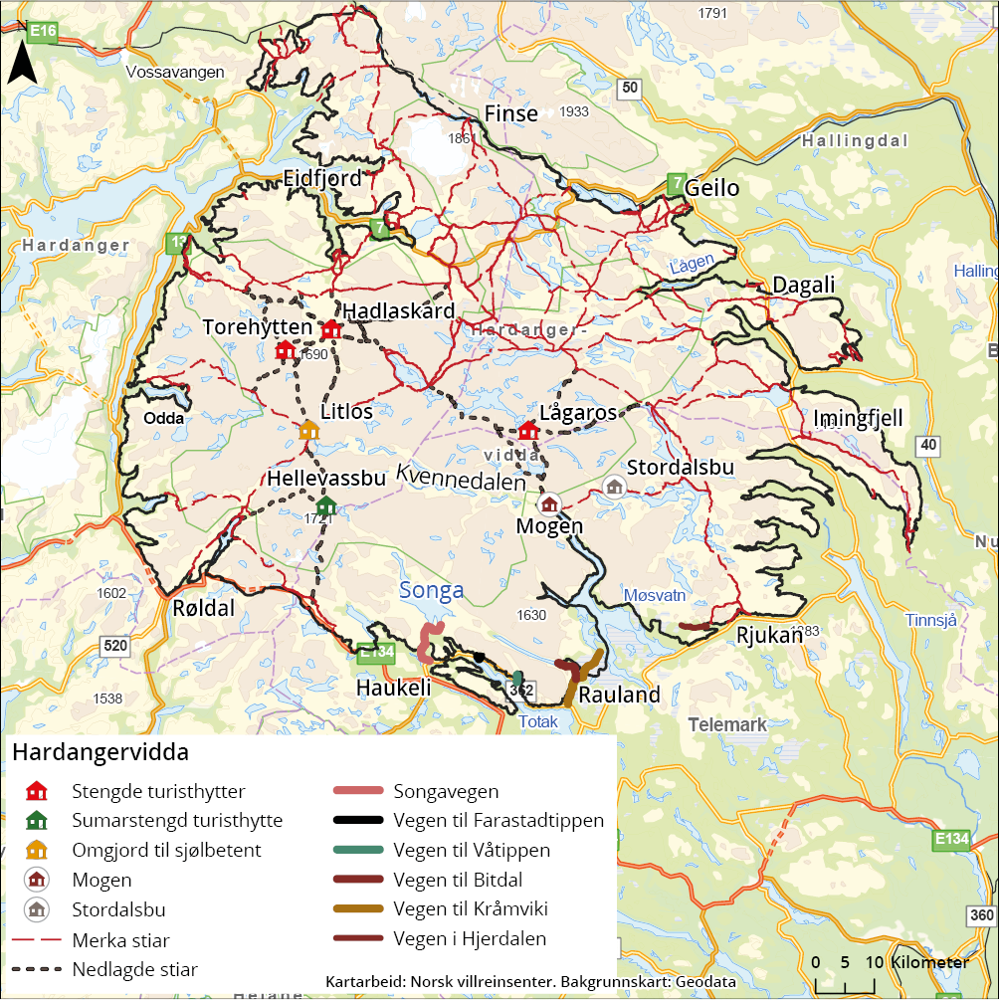 N
E16
1791
Vossavangen
50
Finse
1933
1861
Hallingdal
Eidfjord
7
Geilo
Hardanger
13
7
Lågen
Dagali
Hadlaskard
Torehytten
Hardanger-
1690
Litlos
Lågaros
Odda
Imingfjell
vidda
40
Stordalsbu
Hellevassbu
Kvennedalen
1721
Mogen
1602
Songa
Møsvatn
Røldal
1630
Tinnsjå
Rjukan
520
E134
Haukeli
362
Rauland
1538
Totak
Telemark
Hardangervidda
Stengde turisthytter
Sumarstengd turisthytte
Omgjord til sjølbetent
Mogen
Stordalsbu
Merka stiar
Nedlagde stiar
Songavegen
Vegen til Farastadtippen
Vegen til Våtippen
Vegen til Bitdal
Vegen til Kråmviki
Vegen i Hjerdalen
E134
360
0 5 10 Kilometer
Kartarbeid: Norsk villreinsenter. Bakgrunnskart: Geodata